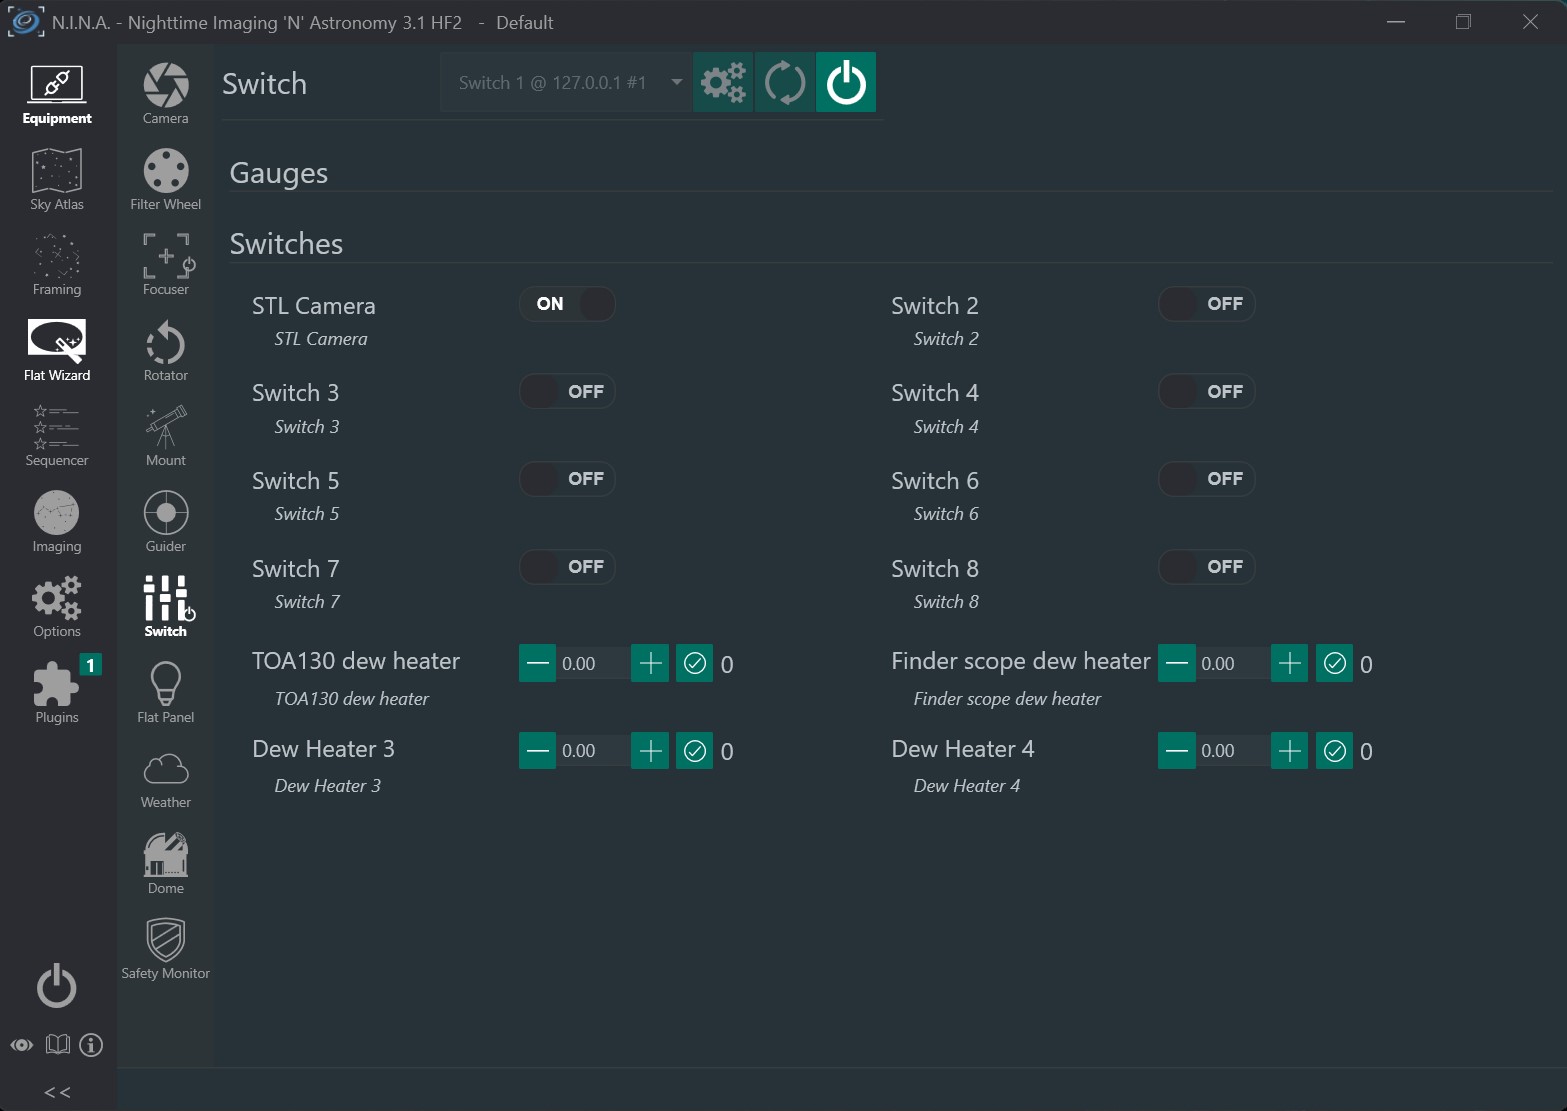 N.I.N.A. - Nighttime Imaging 'N' Astronomy 3.1 HF2 - Default
Equipment
Sky Atlas
Framing
Flat Wizard
Sequencer
Imaging
Options
1
Plugins
<<
Camera
Filter Wheel
Focuser
Rotator
Mount
Guider
Switch
Flat Panel
Weather
Dome
Safety Monitor
Switch
Switch 1 @ 127.0.0.1 #1
Gauges
Switches
STL Camera ON
STL Camera
Switch 2 OFF
Switch 2
Switch 3 OFF
Switch 3
Switch 4 OFF
Switch 4
Switch 5 OFF
Switch 5
Switch 6 OFF
Switch 6
Switch 7 OFF
Switch 7
Switch 8 OFF
Switch 8
TOA130 dew heater 0.00 0
TOA130 dew heater
Finder scope dew heater 0.00 0
Finder scope dew heater
Dew Heater 3 0.00 0
Dew Heater 3
Dew Heater 4 0.00 0
Dew Heater 4